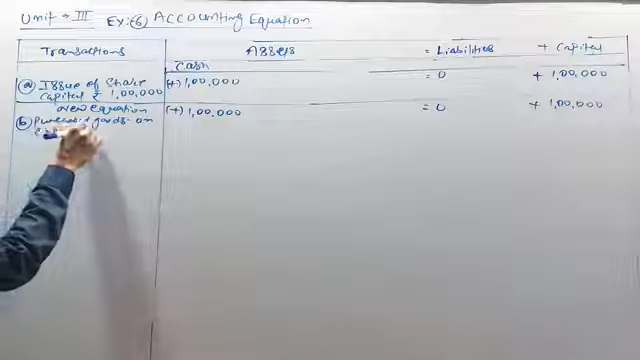 Unit - III Ex:(6) Accounting Equation
Transactions Assets = Liabilities + Capital
Cash
(a) Issue of Share (+) 1,00,000 = 0 + 1,00,000
Capital ₹ 1,00,000
New equation (+) 1,00,000 = 0 + 1,00,000
(b) Purchased goods on